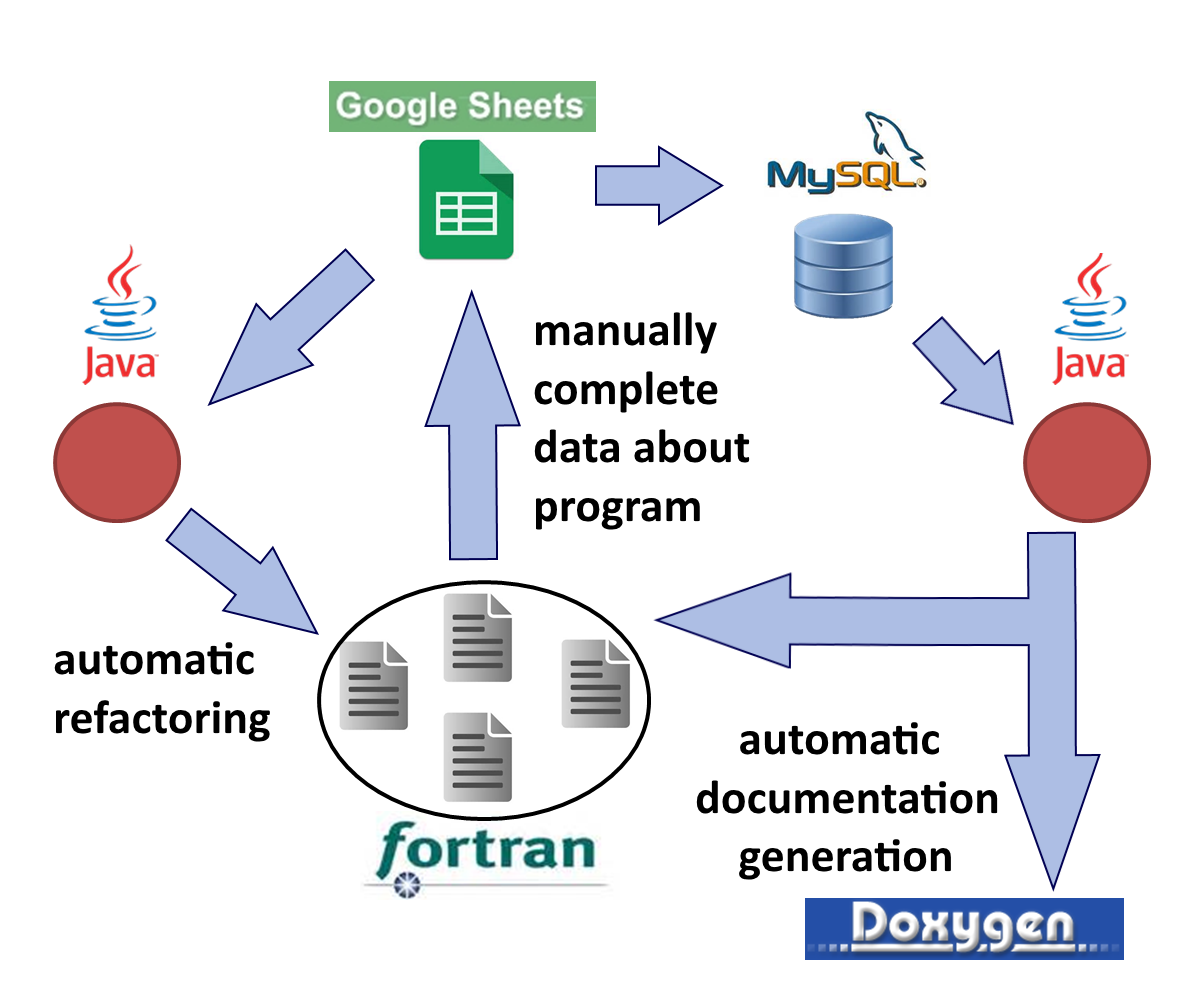 Google Sheets
MySQL
Java
Java
manually
complete
data about
program
automatic
refactoring
automatic
documentation
generation
fortran
...Doxygen....